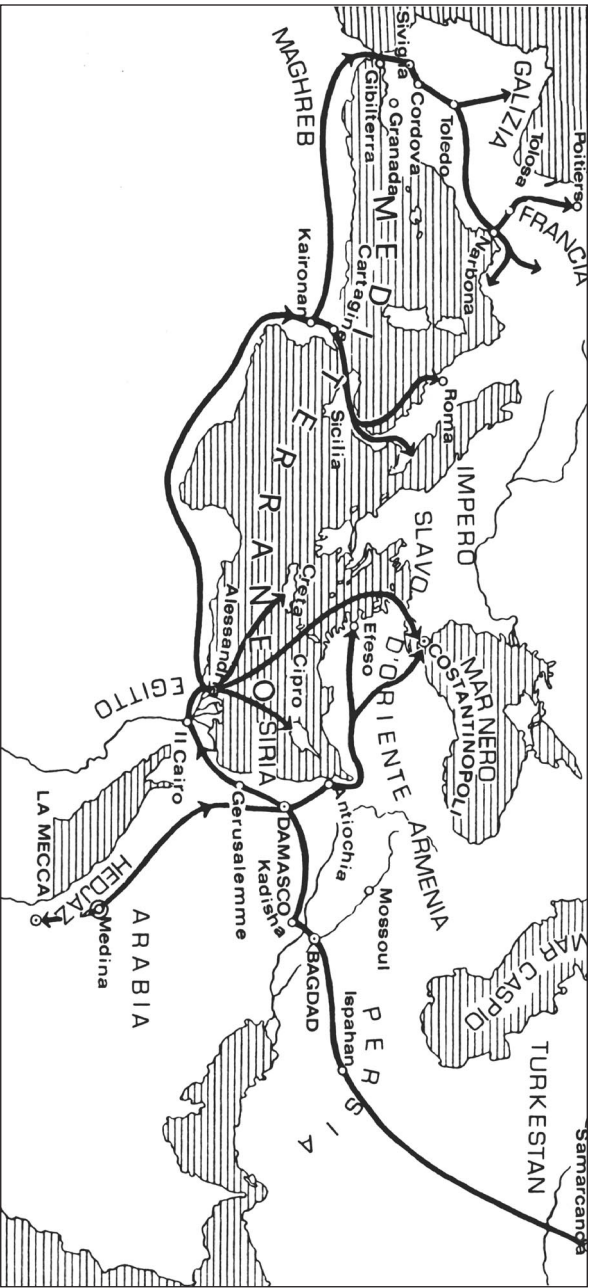 Poitiers
Tolosa
FRANCIA
GALIZIA
Narbona
Toledo
Siviglia
Cordova
Granada
Gibilterra
MAGHREB
MEDITERRANEO
Cartagine
Kaironan
Sicilia
Roma
IMPERO
SLAVO
D'ORIENTE
MAR NERO
COSTANTINOPOLI
Efeso
Creta
Cipro
Alessandria
EGITTO
Il Cairo
SIRIA
Antiochia
ARMENIA
Gerusalemme
DAMASCO
Kadisha
BAGDAD
Mossoul
HEDJAZ
LA MECCA
Medina
ARABIA
PERSIA
Ispahan
MAR CASPIO
TURKESTAN
Samarcanda